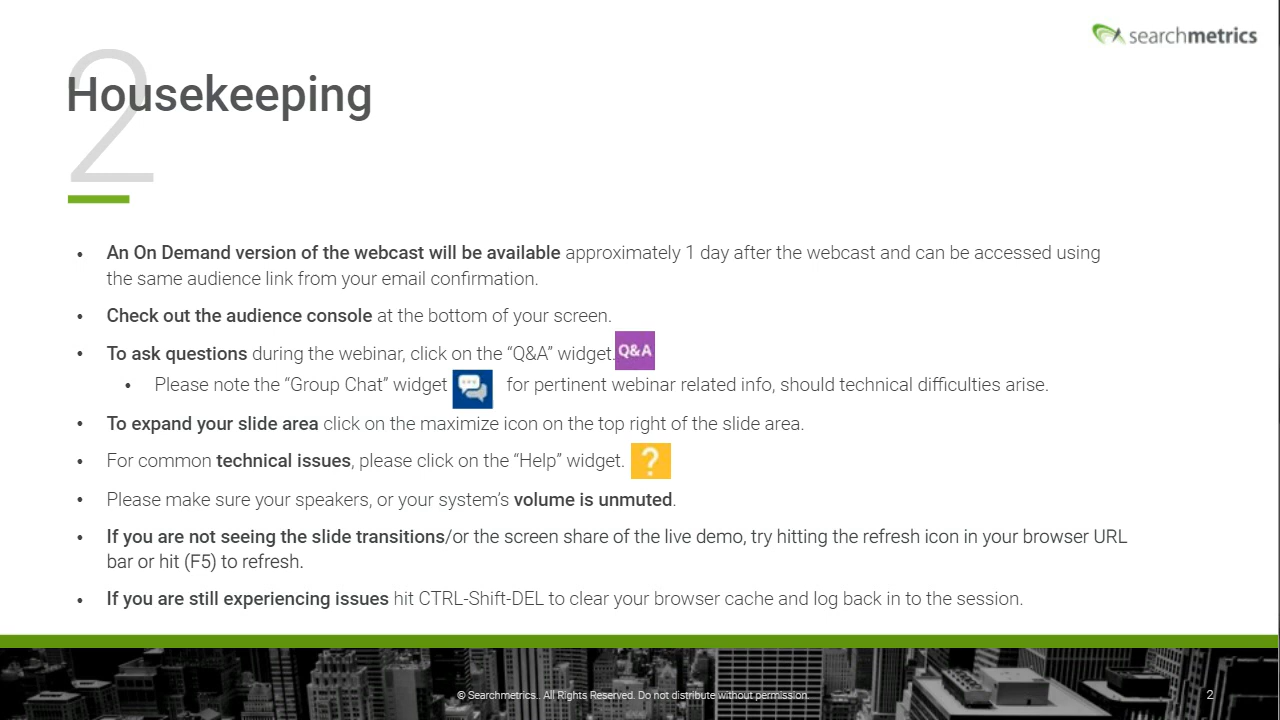 searchmetrics
2
Housekeeping
• An On Demand version of the webcast will be available approximately 1 day after the webcast and can be accessed using
the same audience link from your email confirmation.
• Check out the audience console at the bottom of your screen.
• To ask questions during the webinar, click on the “Q&A” widget. Q&A
• Please note the “Group Chat” widget for pertinent webinar related info, should technical difficulties arise.
• To expand your slide area click on the maximize icon on the top right of the slide area.
• For common technical issues, please click on the “Help” widget. ?
• Please make sure your speakers, or your system’s volume is unmuted.
• If you are not seeing the slide transitions/or the screen share of the live demo, try hitting the refresh icon in your browser URL
bar or hit (F5) to refresh.
• If you are still experiencing issues hit CTRL-Shift-DEL to clear your browser cache and log back in to the session.
© Searchmetrics.. All Rights Reserved. Do not distribute without permission.
2